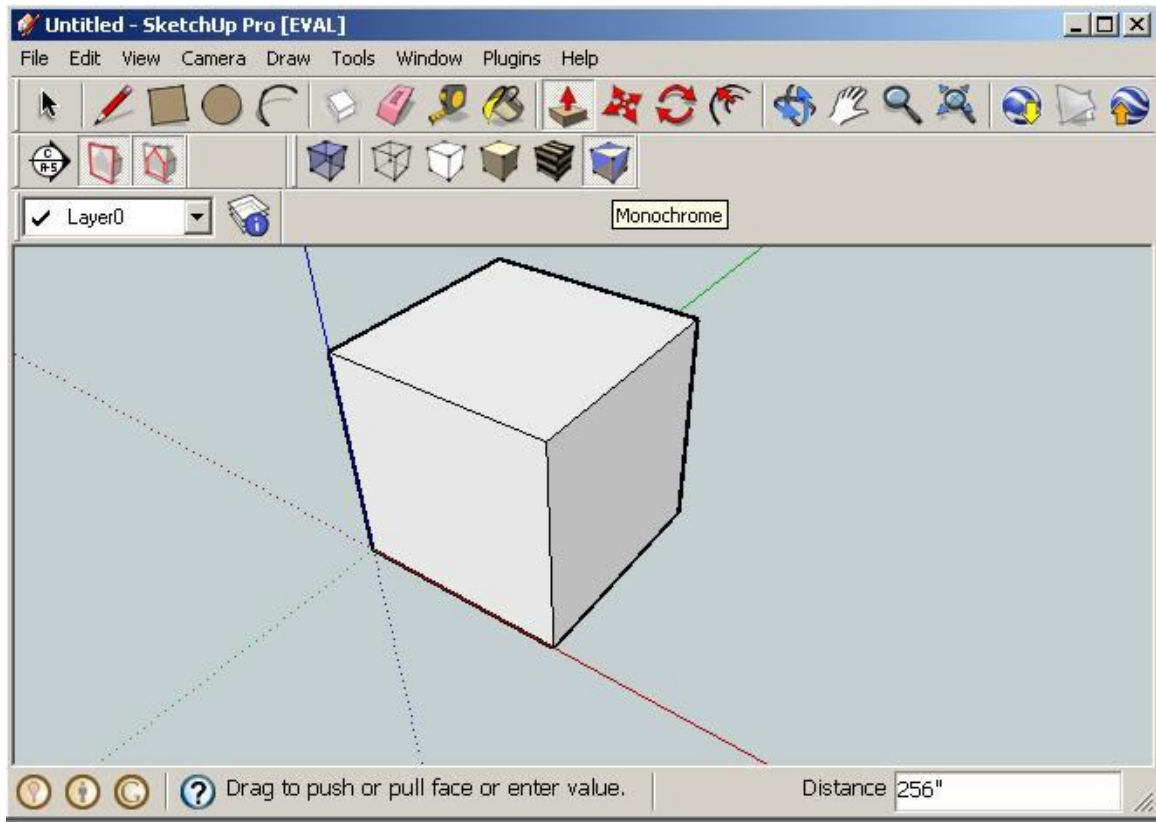 Untitled - SketchUp Pro [EVAL]
File Edit View Camera Draw Tools Window Plugins Help
C
A-5
Layer0
Monochrome
Drag to push or pull face or enter value. Distance 256"